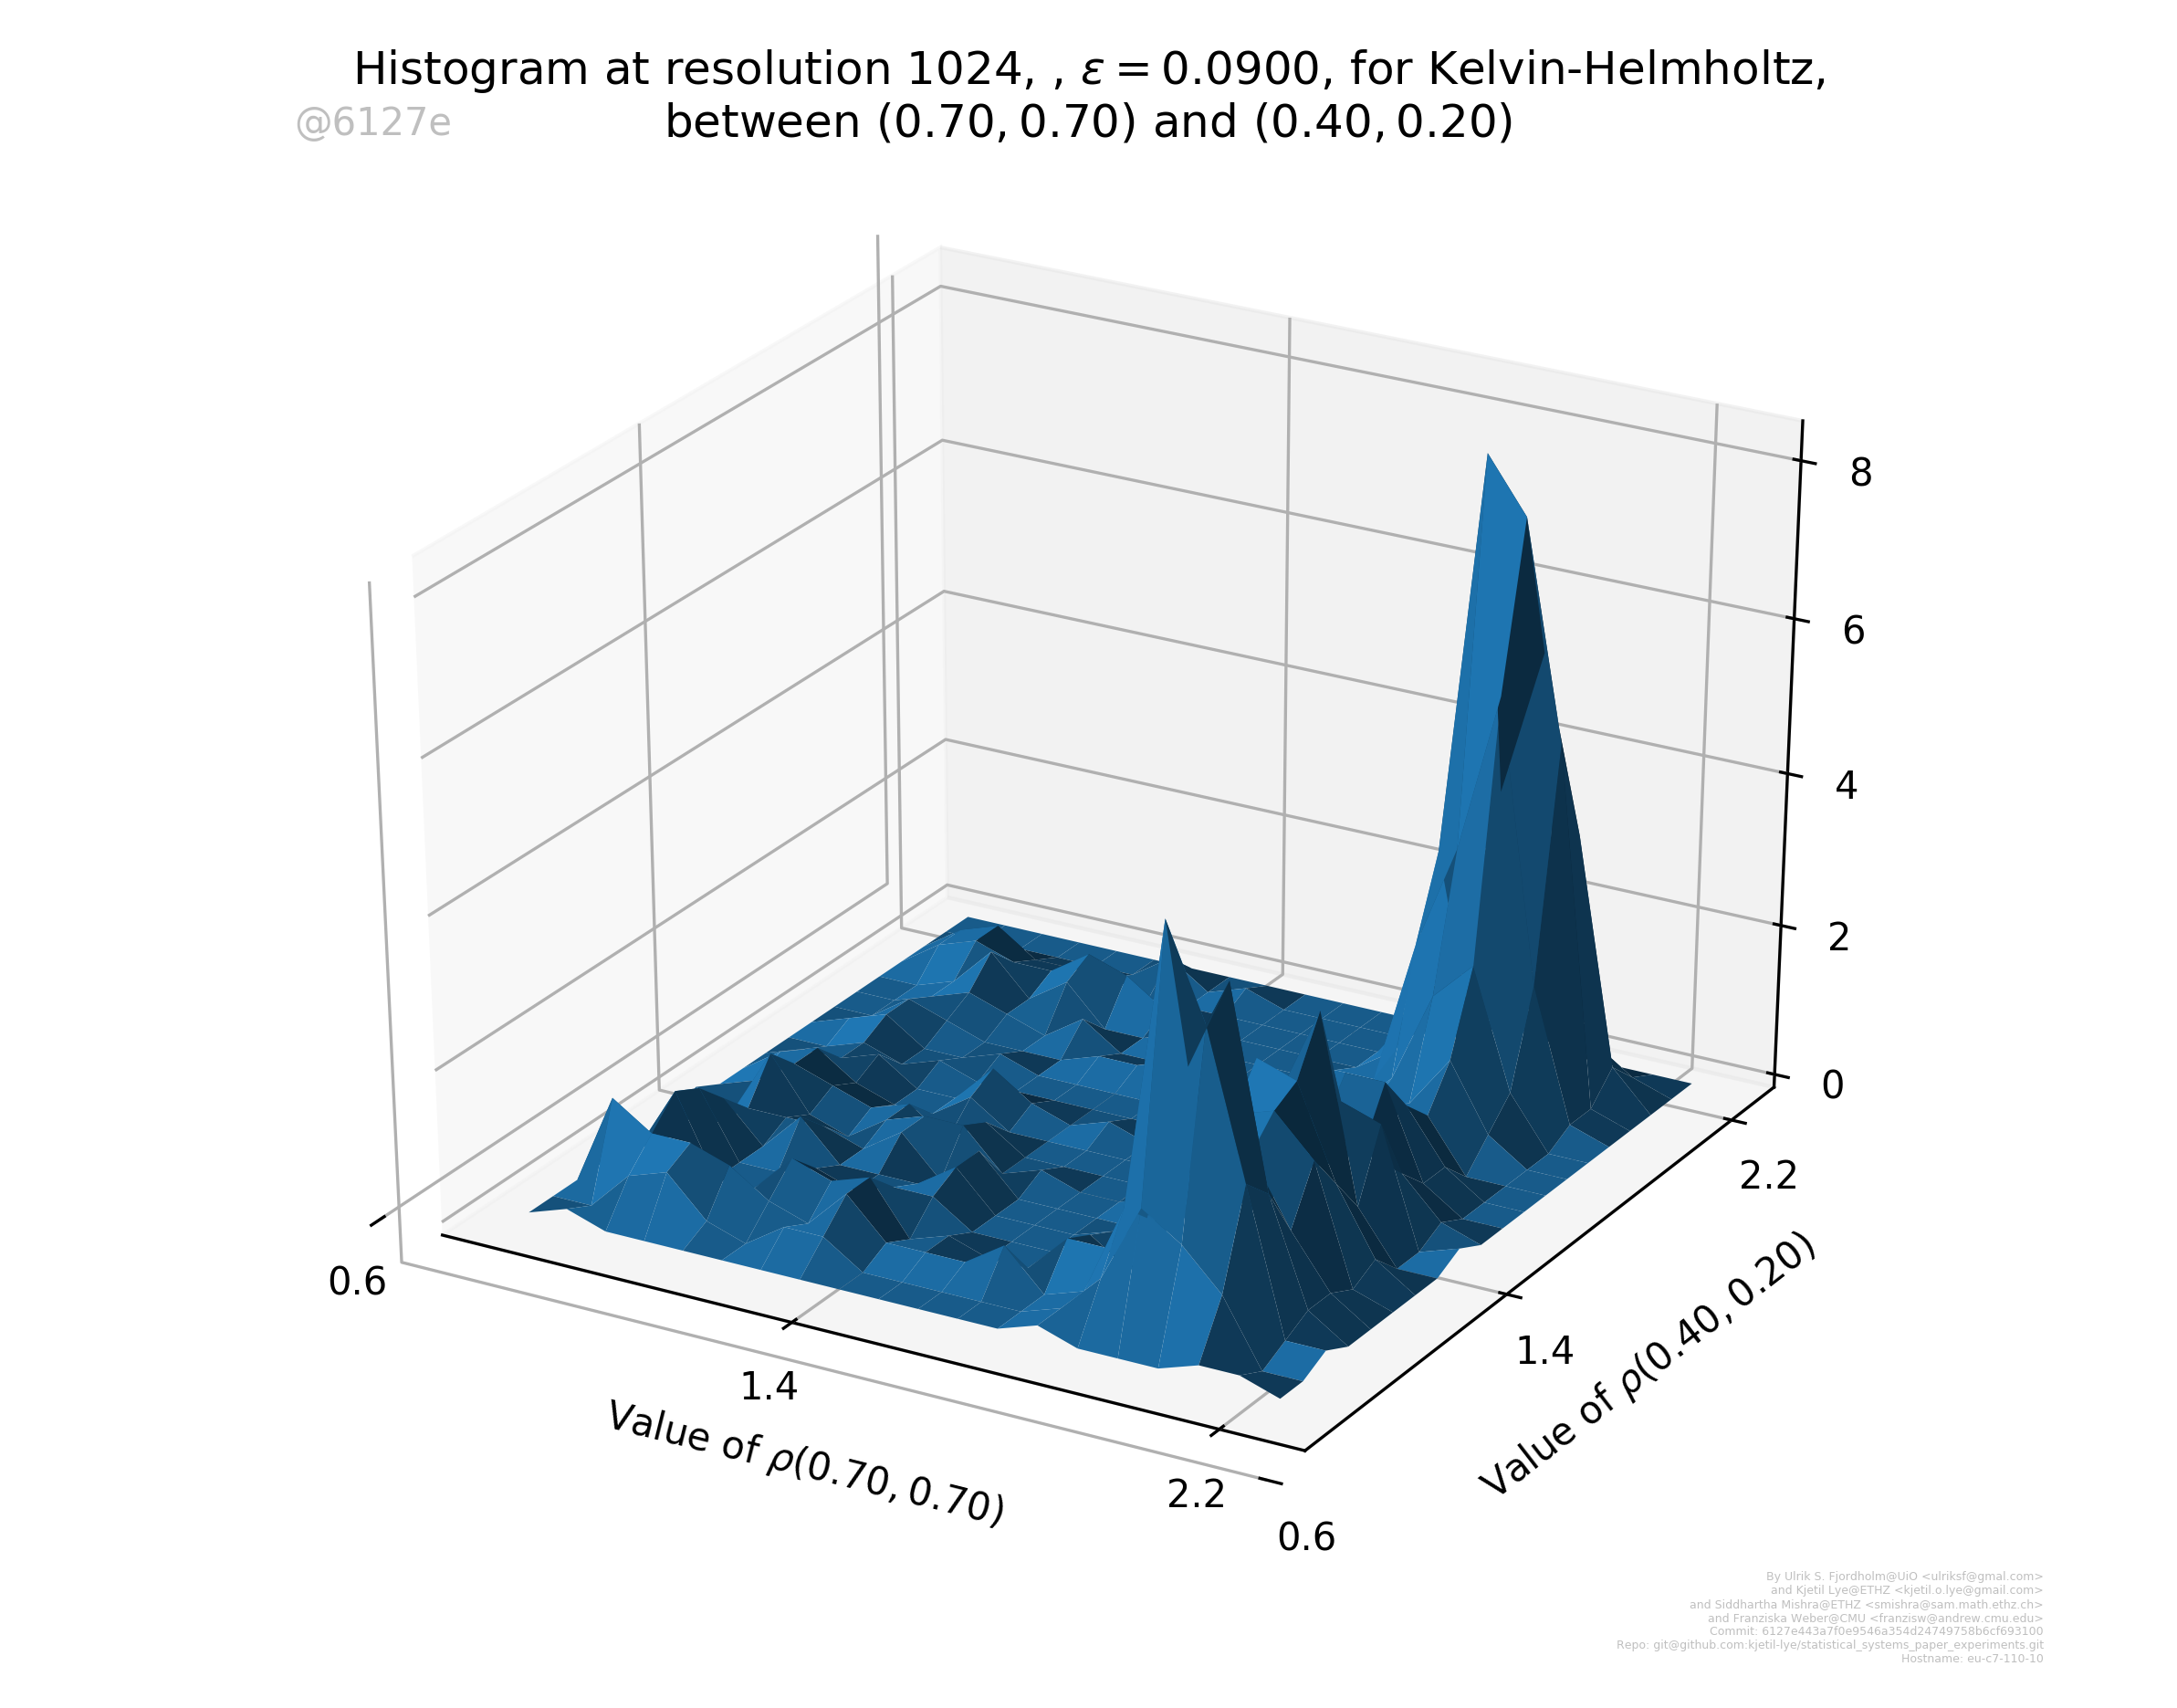 Histogram at resolution 1024, , ε = 0.0900, for Kelvin-Helmholtz,
between (0.70, 0.70) and (0.40, 0.20)
@6127e
8
6
4
2
0
2.2
1.4
0.6
Value of ρ(0.40, 0.20)
0.6
1.4
2.2
Value of ρ(0.70, 0.70)
By Ulrik S. Fjordholm@UiO <ulriksf@gmal.com>
and Kjetil Lye@ETHZ <kjetil.o.lye@gmail.com>
and Siddhartha Mishra@ETHZ <smishra@sam.math.ethz.ch>
and Franziska Weber@CMU <franzisw@andrew.cmu.edu>
Commit: 6127e443a7f0e9546a354d24749758b6cf693100
Repo: git@github.com:kjetil-lye/statistical_systems_paper_experiments.git
Hostname: eu-c7-110-10